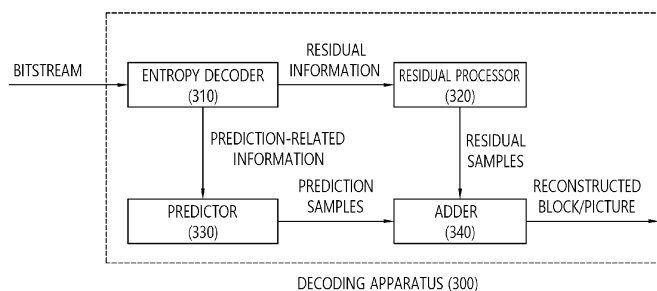 BITSTREAM
ENTROPY DECODER
(310)
RESIDUAL
INFORMATION
RESIDUAL PROCESSOR
(320)
PREDICTION-RELATED
INFORMATION
RESIDUAL
SAMPLES
PREDICTOR
(330)
PREDICTION
SAMPLES
ADDER
(340)
RECONSTRUCTED
BLOCK/PICTURE
DECODING APPARATUS (300)